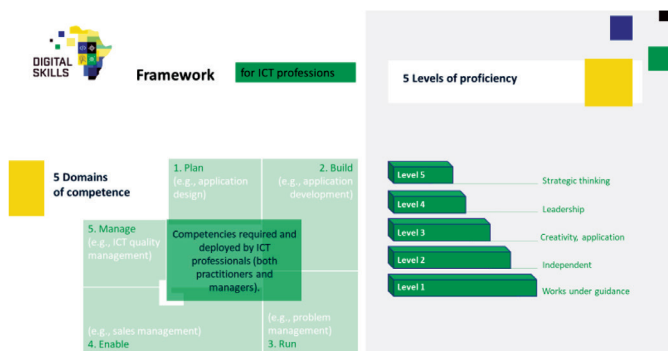 DIGITAL
SKILLS
Framework
for ICT professions
5 Domains
of competence
1. Plan
(e.g., application
design)
2. Build
(e.g., application
development)
5. Manage
(e.g., ICT quality
management)
Competencies required and
deployed by ICT
professionals (both
practitioners and
managers).
(e.g., sales management)
4. Enable
(e.g., problem
management)
3. Run
5 Levels of proficiency
Level 5
Strategic thinking
Level 4
Leadership
Level 3
Creativity, application
Level 2
Independent
Level 1
Works under guidance